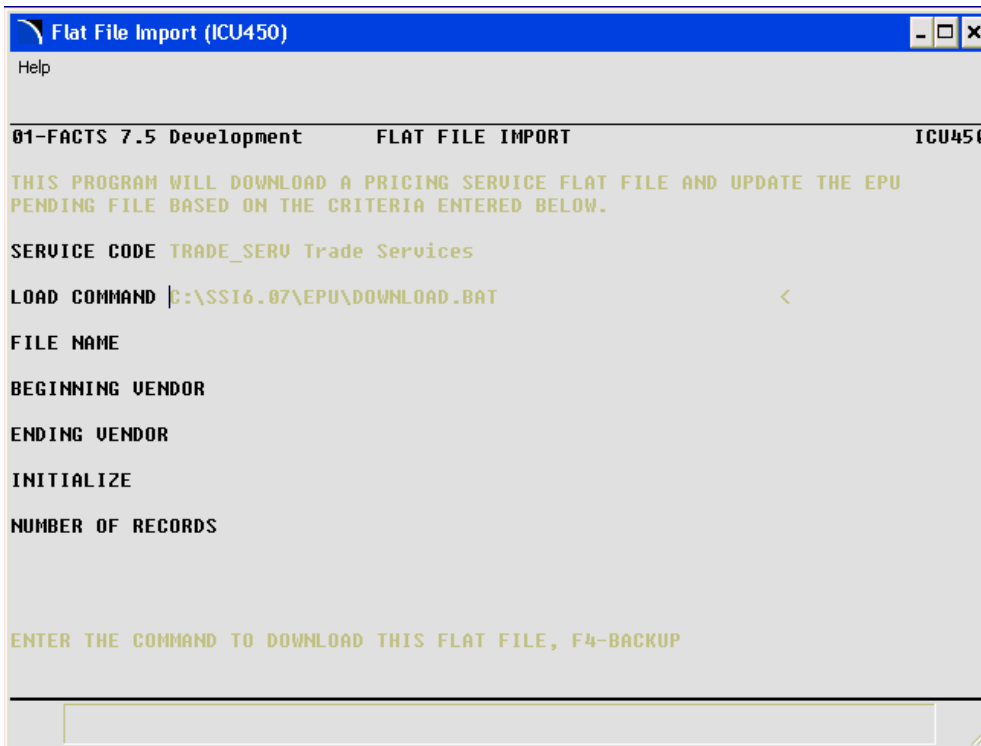 Flat File Import (ICU450)
Help
01-FACTS 7.5 Development FLAT FILE IMPORT ICU450
THIS PROGRAM WILL DOWNLOAD A PRICING SERVICE FLAT FILE AND UPDATE THE EPU
PENDING FILE BASED ON THE CRITERIA ENTERED BELOW.
SERVICE CODE TRADE_SERV Trade Services
LOAD COMMAND C:\SSI6.07\EPU\DOWNLOAD.BAT <
FILE NAME
BEGINNING VENDOR
ENDING VENDOR
INITIALIZE
NUMBER OF RECORDS
ENTER THE COMMAND TO DOWNLOAD THIS FLAT FILE, F4-BACKUP